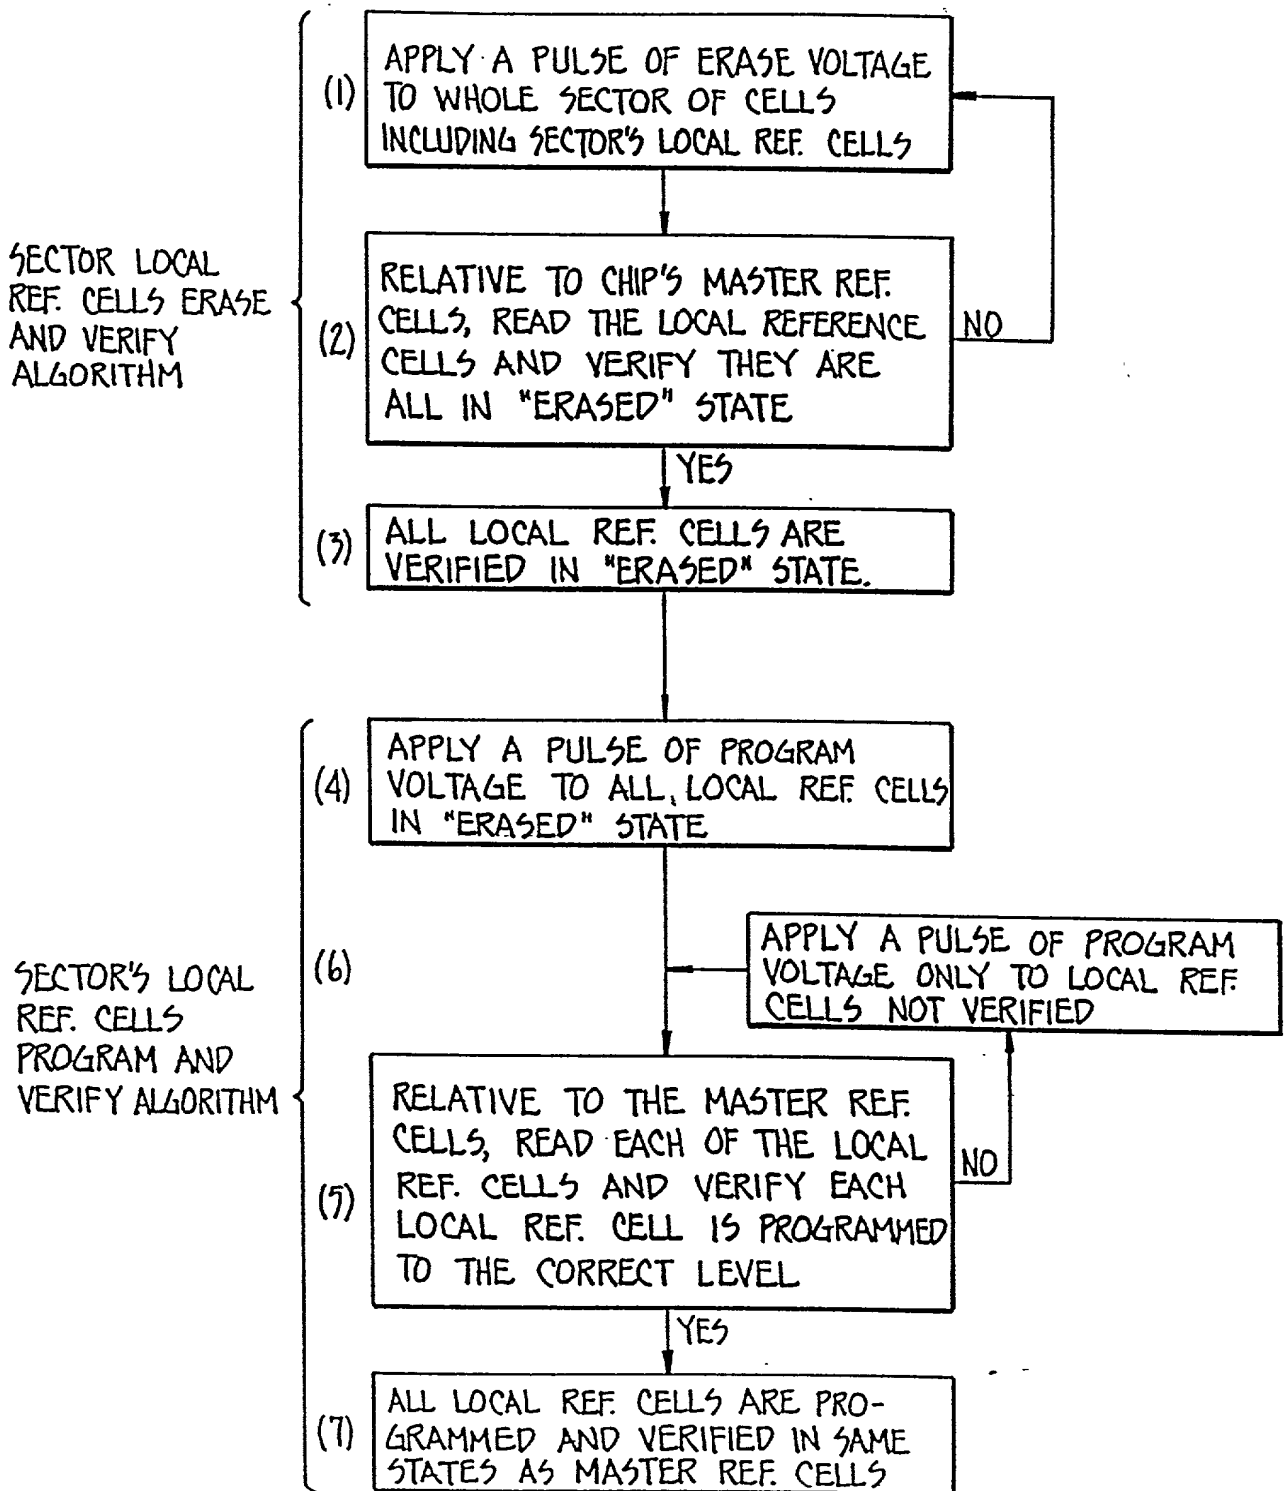 (1)
APPLY A PULSE OF ERASE VOLTAGE
TO WHOLE SECTOR OF CELLS
INCLUDING SECTOR'S LOCAL REF. CELLS
SECTOR LOCAL
REF. CELLS ERASE
AND VERIFY
ALGORITHM
(2)
RELATIVE TO CHIP'S MASTER REF.
CELLS, READ THE LOCAL REFERENCE
CELLS AND VERIFY THEY ARE
ALL IN "ERASED" STATE
NO
YES
(3)
ALL LOCAL REF. CELLS ARE
VERIFIED IN "ERASED" STATE.
(4)
APPLY A PULSE OF PROGRAM
VOLTAGE TO ALL LOCAL REF. CELLS
IN "ERASED" STATE
(6)
APPLY A PULSE OF PROGRAM
VOLTAGE ONLY TO LOCAL REF.
CELLS NOT VERIFIED
SECTOR'S LOCAL
REF. CELLS
PROGRAM AND
VERIFY ALGORITHM
(5)
RELATIVE TO THE MASTER REF.
CELLS, READ EACH OF THE LOCAL
REF. CELLS AND VERIFY EACH
LOCAL REF. CELL IS PROGRAMMED
TO THE CORRECT LEVEL
NO
YES
(7)
ALL LOCAL REF. CELLS ARE PRO-
GRAMMED AND VERIFIED IN SAME
STATES AS MASTER REF. CELLS